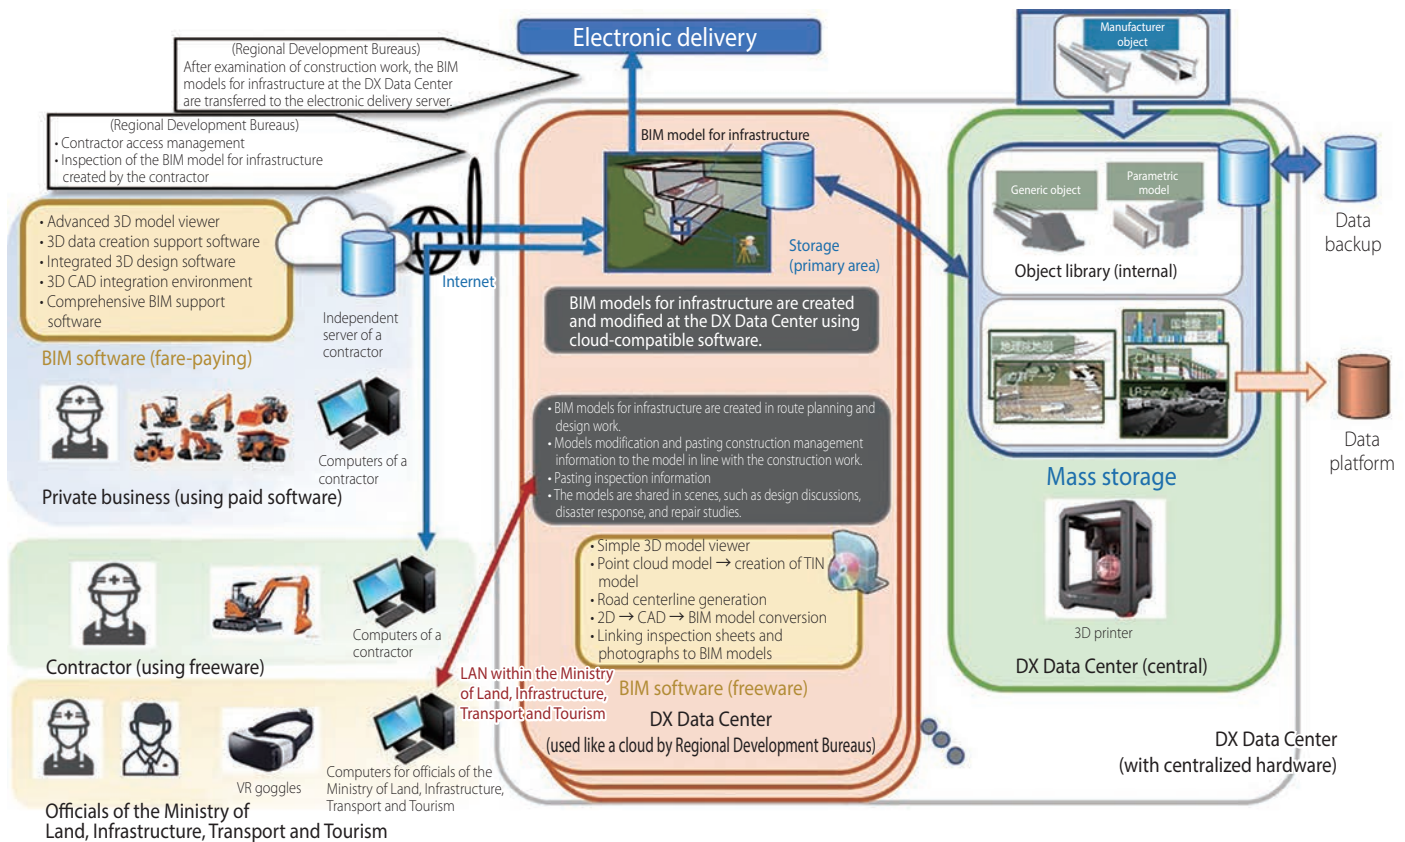 Electronic delivery
Manufacturer
object
(Regional Development Bureaus)
After examination of construction work, the BIM
models for infrastructure at the DX Data Center
are transferred to the electronic delivery server.
(Regional Development Bureaus)
• Contractor access management
• Inspection of the BIM model for infrastructure
created by the contractor
• Advanced 3D model viewer
• 3D data creation support software
• Integrated 3D design software
• 3D CAD integration environment
• Comprehensive BIM support
software
BIM software (fare-paying)
Internet
Independent
server of a
contractor
Computers of a
contractor
Private business (using paid software)
Computers of a
contractor
Contractor (using freeware)
VR goggles
Computers for officials of the
Ministry of Land, Infrastructure,
Transport and Tourism
Officials of the Ministry of
Land, Infrastructure, Transport and Tourism
LAN within the Ministry
of Land, Infrastructure,
Transport and Tourism
BIM model for infrastructure
Storage
(primary area)
BIM models for infrastructure are created
and modified at the DX Data Center using
cloud-compatible software.
• BIM models for infrastructure are created in route planning and
design work.
• Models modification and pasting construction management
information to the model in line with the construction work.
• Pasting inspection information
• The models are shared in scenes, such as design discussions,
disaster response, and repair studies.
• Simple 3D model viewer
• Point cloud model → creation of TIN
model
• Road centerline generation
• 2D → CAD → BIM model conversion
• Linking inspection sheets and
photographs to BIM models
BIM software (freeware)
DX Data Center
(used like a cloud by Regional Development Bureaus)
Generic object
Parametric
model
Object library (internal)
国地盤
地理院地図
LPデータ
Mass storage
3D printer
DX Data Center (central)
Data
backup
Data
platform
DX Data Center
(with centralized hardware)